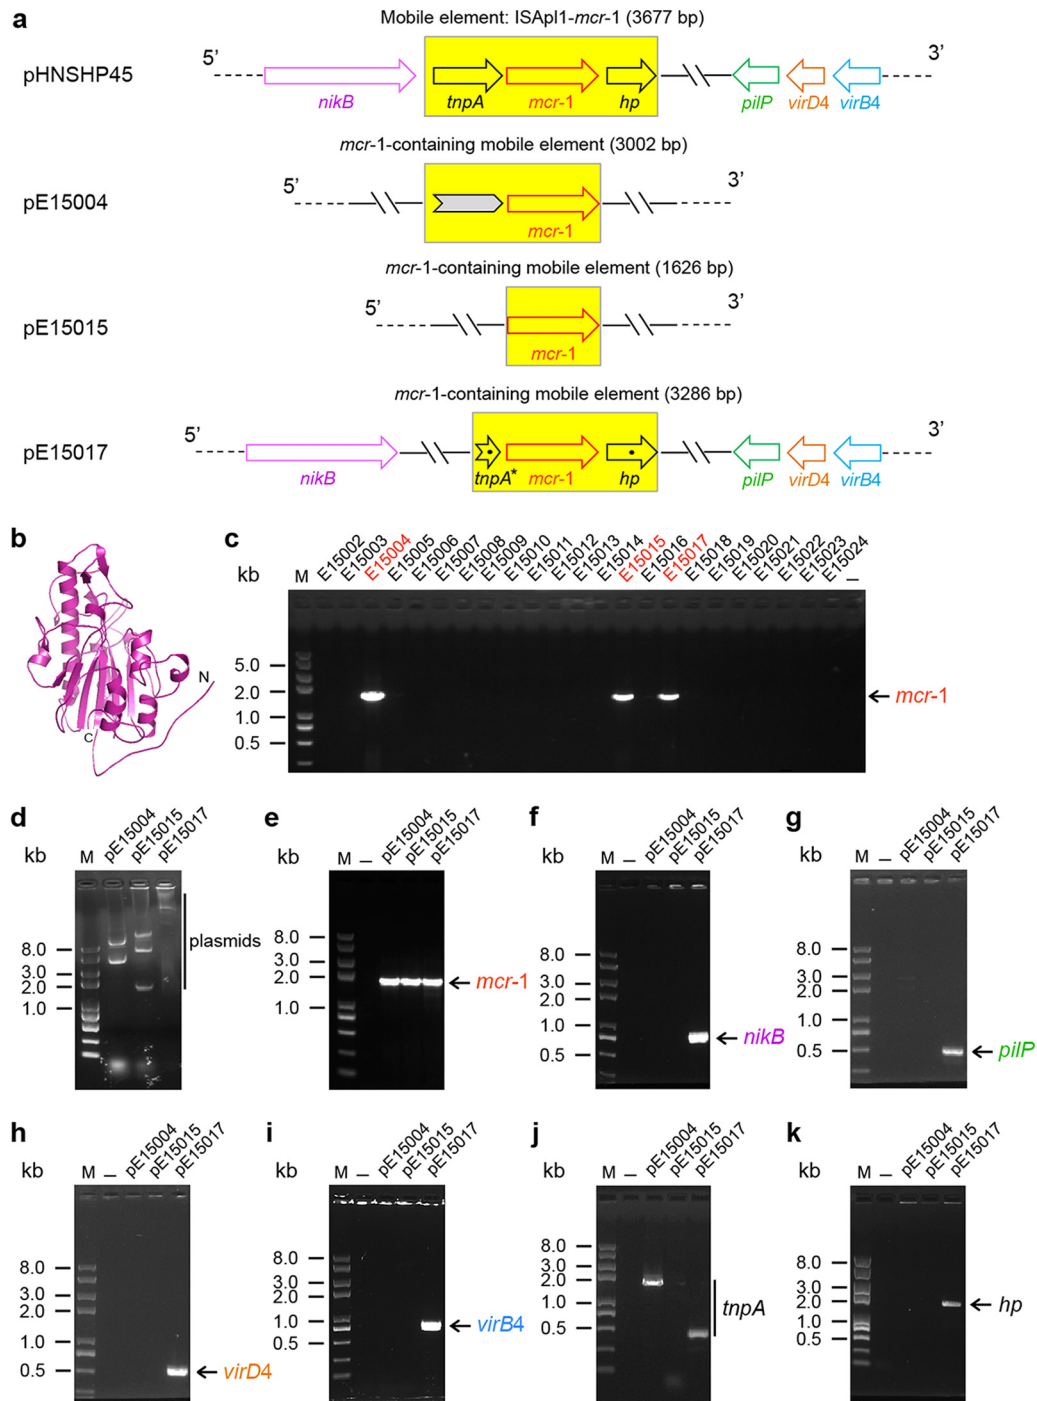 a
Mobile element: ISApl1-mcr-1 (3677 bp)
pHNSHP45
5’ 3’
nikB tnpA mcr-1 hp pilP virD4 virB4
mcr-1-containing mobile element (3002 bp)
pE15004
5’ 3’
mcr-1
mcr-1-containing mobile element (1626 bp)
pE15015
5’ 3’
mcr-1
mcr-1-containing mobile element (3286 bp)
pE15017
5’ 3’
nikB tnpA* mcr-1 hp pilP virD4 virB4
b
N
C
c
kb M E15002 E15003 E15004 E15005 E15006 E15007 E15008 E15009 E15010 E15011 E15012 E15013 E15014 E15015 E15016 E15017 E15018 E15019 E15020 E15021 E15022 E15023 E15024 –
5.0
2.0
1.0
0.5
← mcr-1
d
kb M pE15004 pE15015 pE15017
8.0
3.0
2.0
1.0
plasmids
e
kb M – pE15004 pE15015 pE15017
8.0
3.0
2.0
1.0
← mcr-1
f
kb M – pE15004 pE15015 pE15017
8.0
3.0
2.0
1.0
0.5
← nikB
g
kb M – pE15004 pE15015 pE15017
8.0
3.0
2.0
1.0
0.5
← pilP
h
kb M – pE15004 pE15015 pE15017
8.0
3.0
2.0
1.0
0.5
← virD4
i
kb M – pE15004 pE15015 pE15017
8.0
3.0
2.0
1.0
0.5
← virB4
j
kb M – pE15004 pE15015 pE15017
8.0
3.0
2.0
1.0
0.5
tnpA
k
kb M – pE15004 pE15015 pE15017
8.0
3.0
2.0
1.0
0.5
← hp